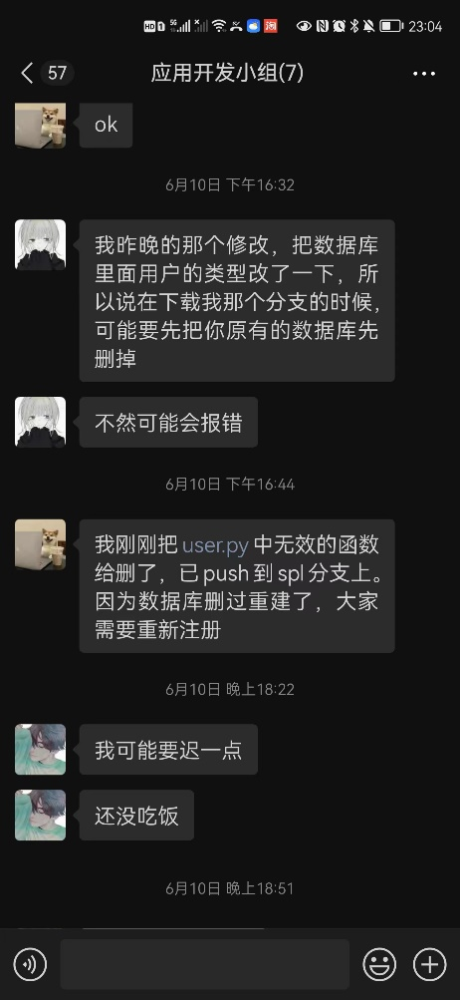 HD 1 5G 23:04
57 应用开发小组(7)
ok
6月10日 下午16:32
我昨晚的那个修改，把数据库
里面用户的类型改了一下，所
以说在下载我那个分支的时候，
可能要先把你原有的数据库先
删掉
不然可能会报错
6月10日 下午16:44
我刚刚把 user.py 中无效的函数
给删了，已 push 到 spl 分支上。
因为数据库删过重建了，大家
需要重新注册
6月10日 晚上18:22
我可能要迟一点
还没吃饭
6月10日 晚上18:51